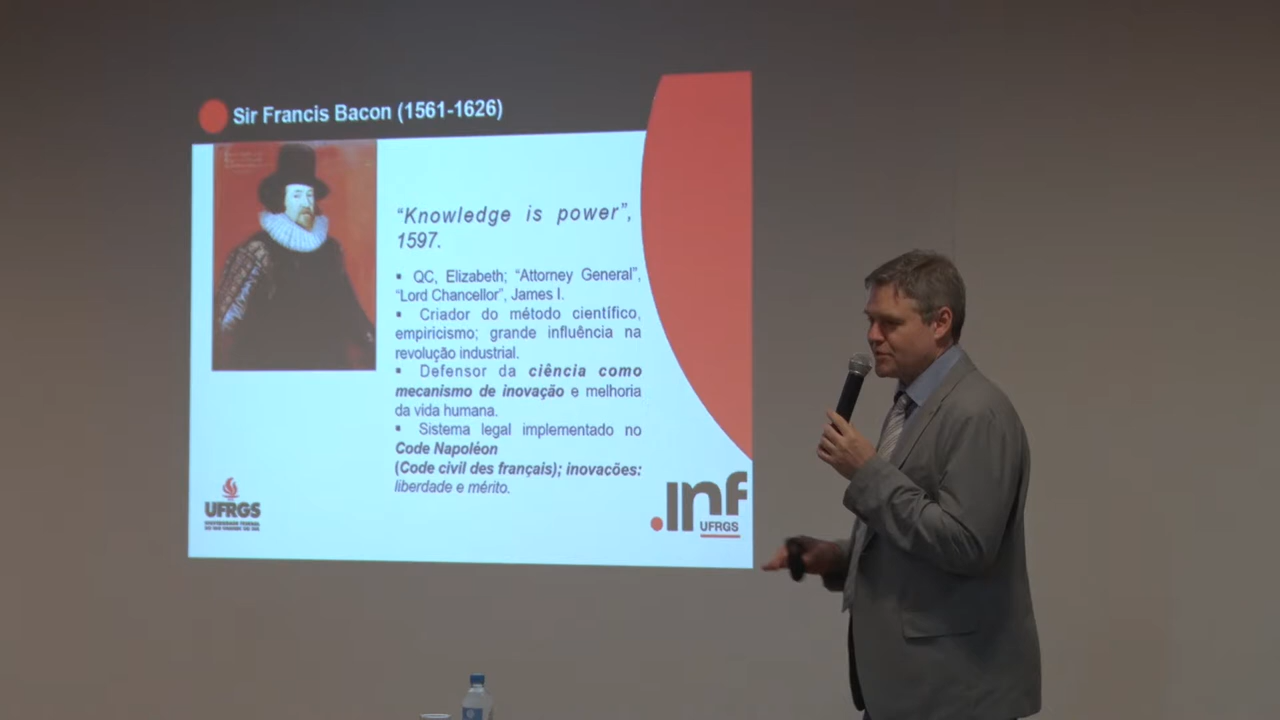 Sir Francis Bacon (1561-1626)
“Knowledge is power”,
1597.
▪ QC, Elizabeth; “Attorney General”,
“Lord Chancellor”, James I.
▪ Criador do método científico,
empiricismo; grande influência na
revolução industrial.
▪ Defensor da ciência como
mecanismo de inovação e melhoria
da vida humana.
▪ Sistema legal implementado no
Code Napoléon
(Code civil des français); inovacões:
liberdade e mérito.
UFRGS
UNIVERSIDADE FEDERAL
DO RIO GRANDE DO SUL
.inf
UFRGS